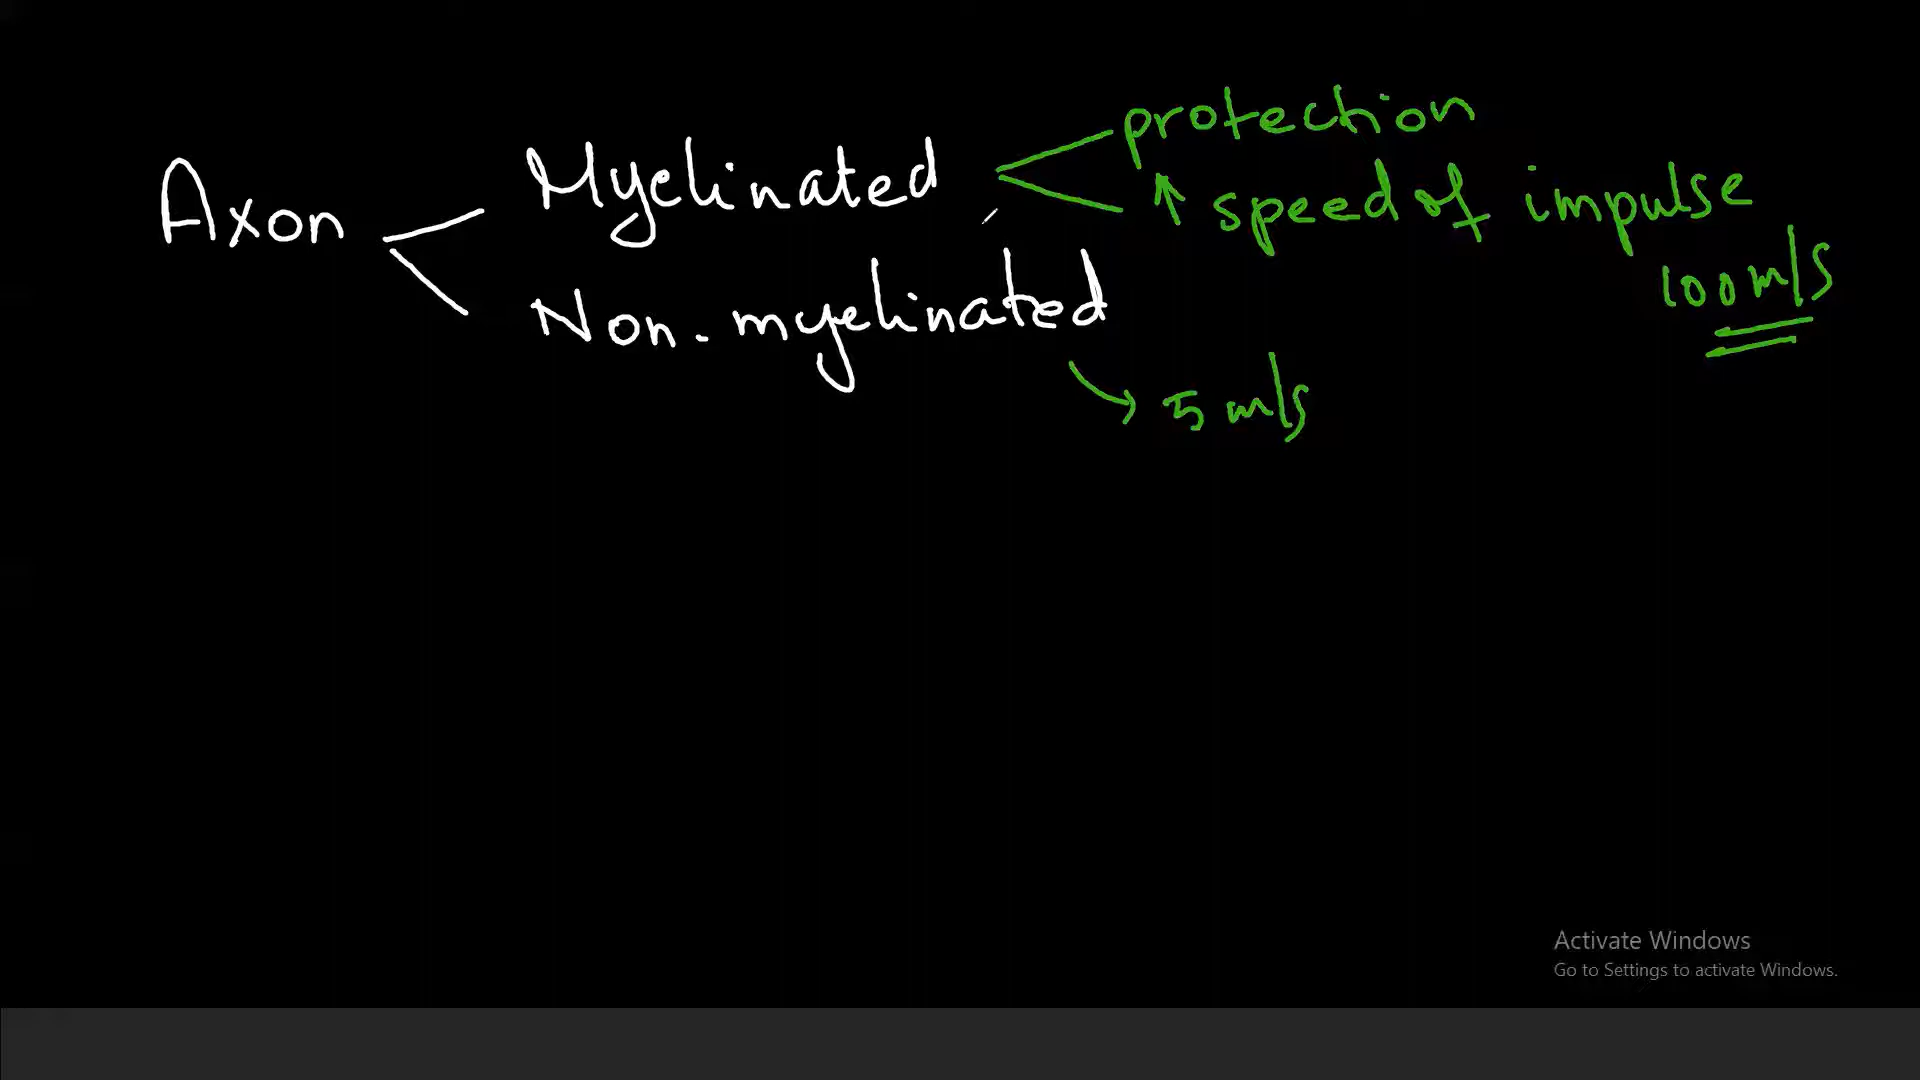 protection
Axon Myelinated ↑ speed of impulse
100 m/s
Non-myelinated
→ 5 m/s
Activate Windows
Go to Settings to activate Windows.